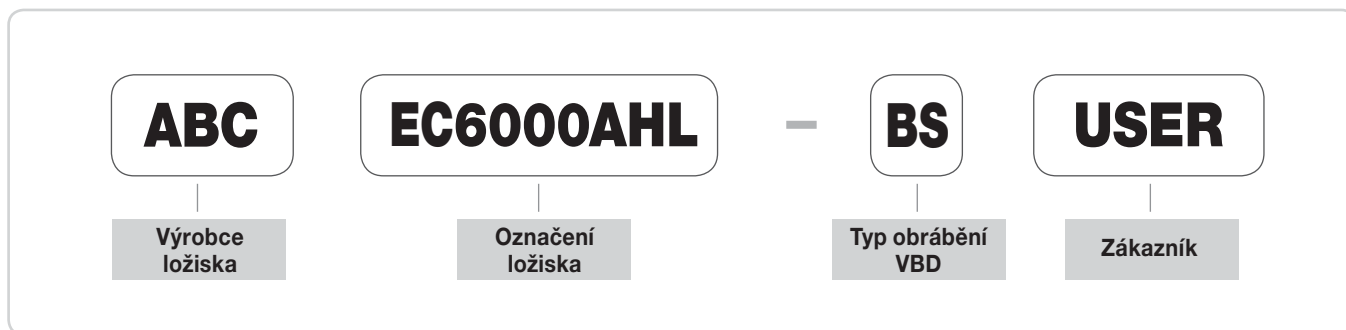 ABC EC6000AHL - BS USER
Výrobce ložiska
Označení ložiska
Typ obrábění VBD
Zákazník